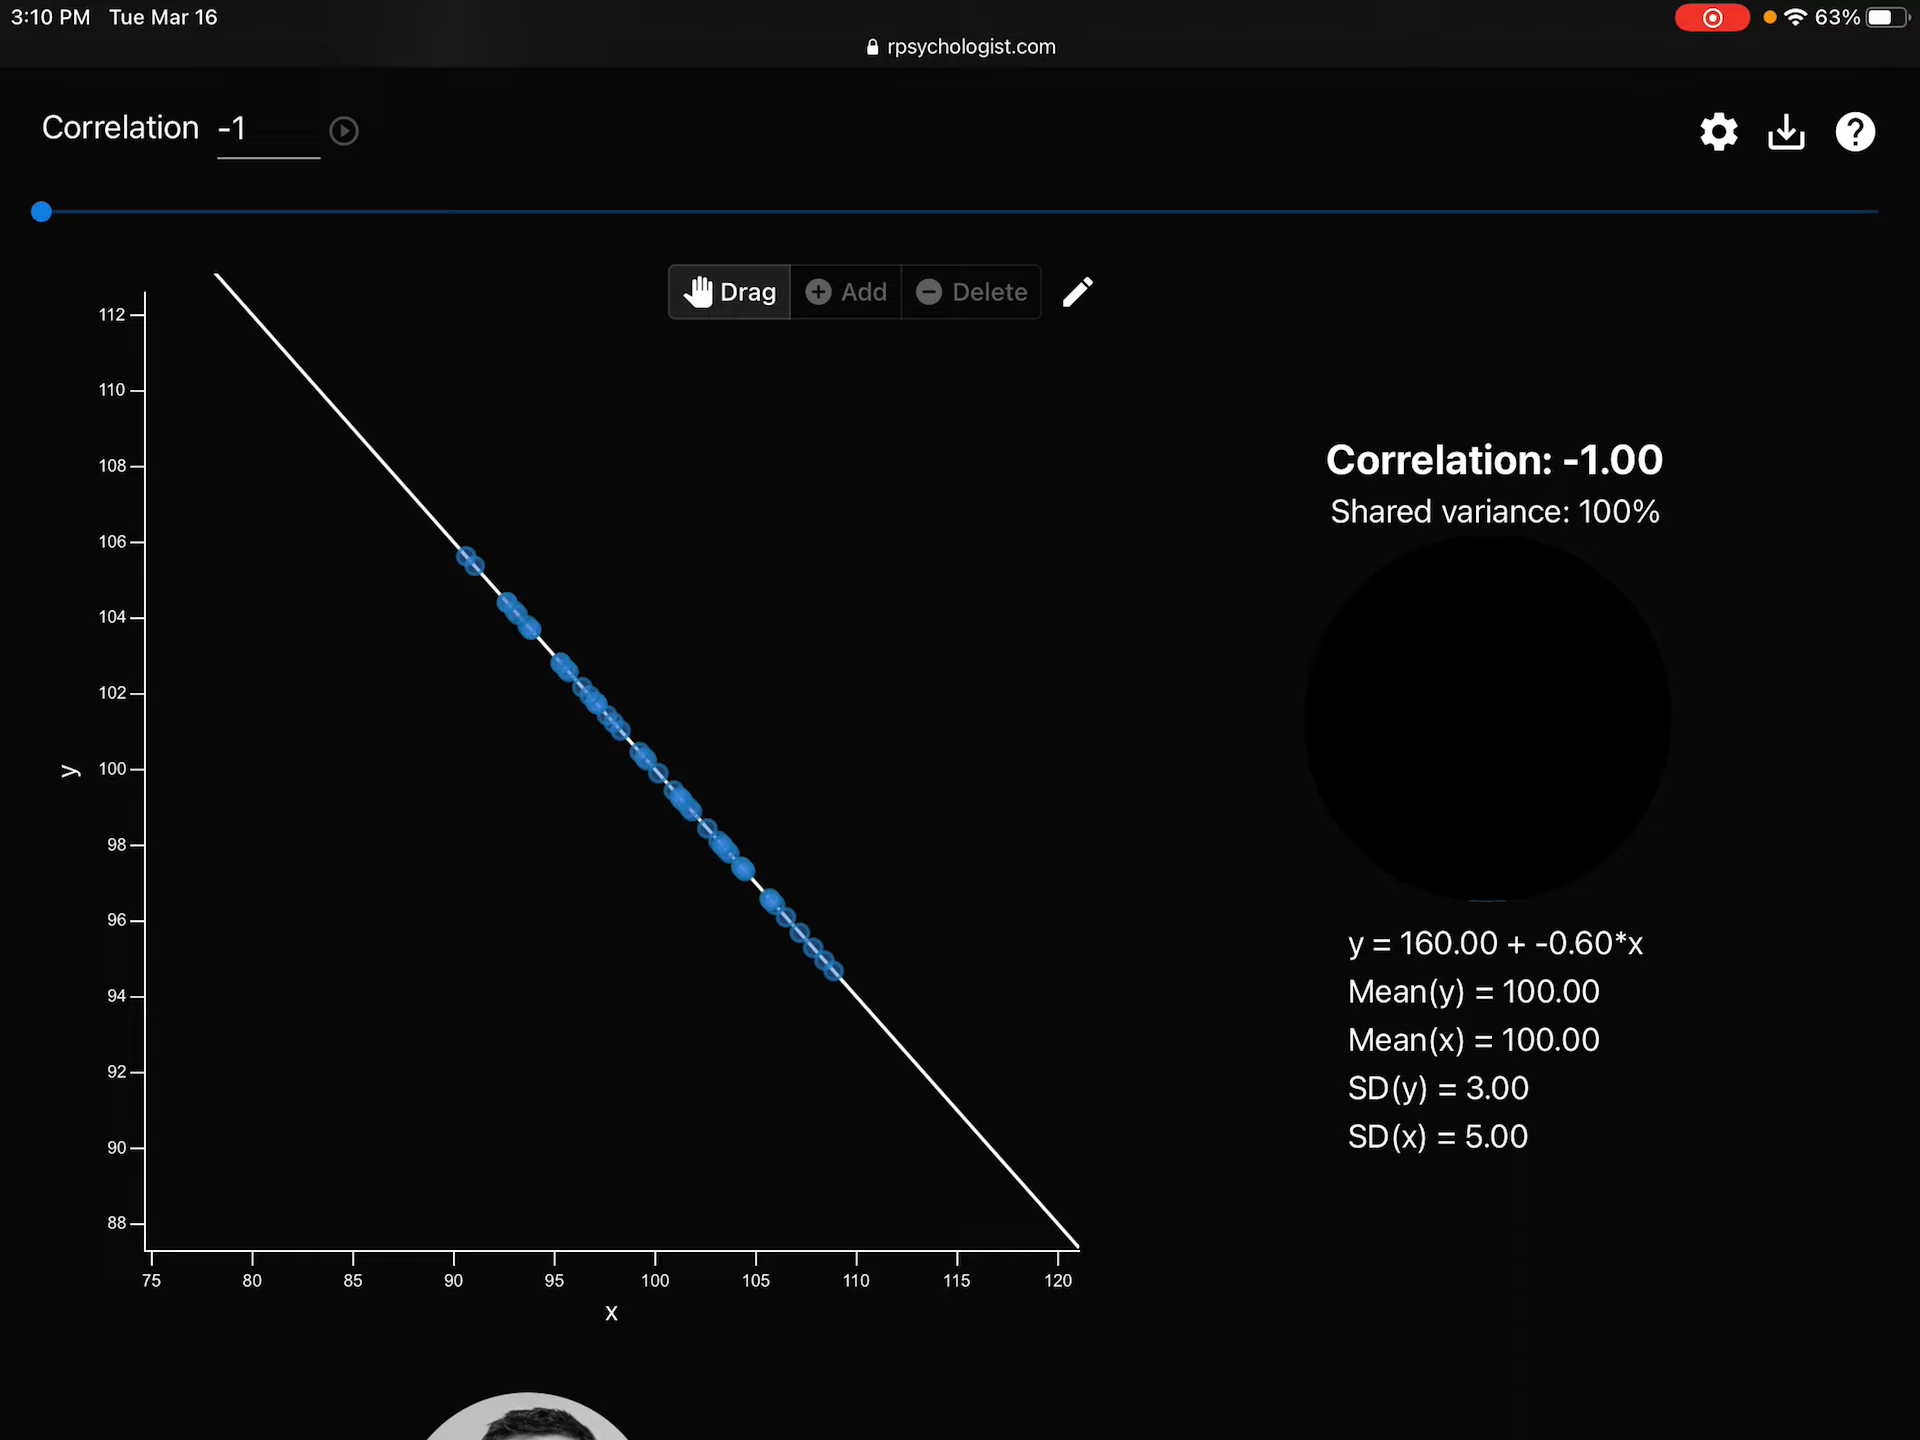 3:10 PM Tue Mar 16
63%
rpsychologist.com
Correlation -1
Drag Add Delete
112
110
108
106
104
102
100
98
96
94
92
90
88
y
75 80 85 90 95 100 105 110 115 120
x
Correlation: -1.00
Shared variance: 100%
y = 160.00 + -0.60*x
Mean(y) = 100.00
Mean(x) = 100.00
SD(y) = 3.00
SD(x) = 5.00